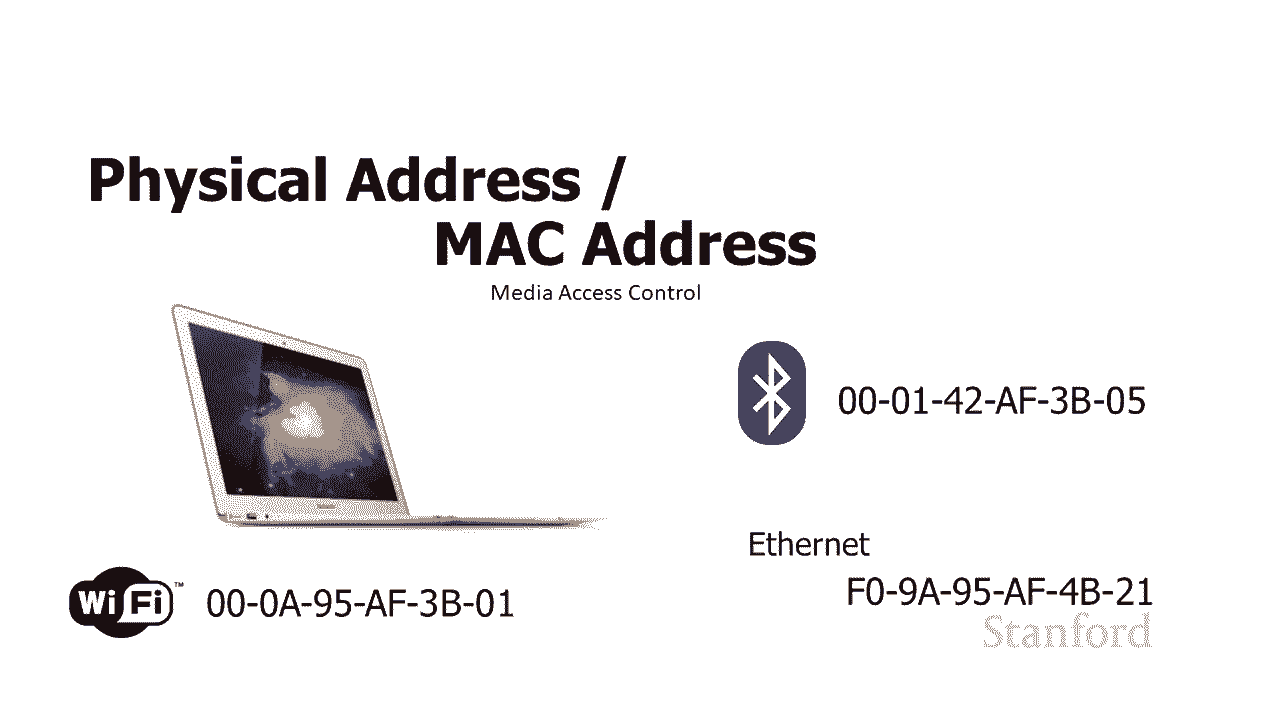 Physical Address /
MAC Address
Media Access Control
00-01-42-AF-3B-05
Ethernet
F0-9A-95-AF-4B-21
WiFi™ 00-0A-95-AF-3B-01
Stanford